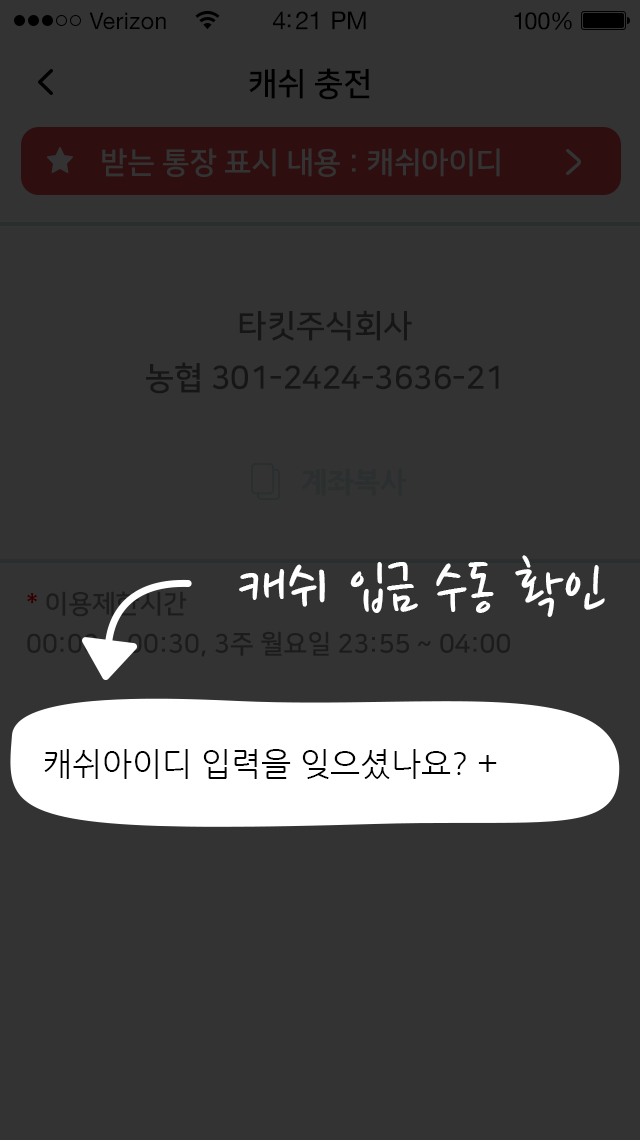 Verizon 4:21 PM 100%
캐쉬 충전
받는 통장 표시 내용 : 캐쉬아이디
타킷주식회사
농협 301-2424-3636-21
계좌복사
캐쉬 입금 수동 확인
* 이용제한시간
00:30, 3주 월요일 23:55 ~ 04:00
캐쉬아이디 입력을 잊으셨나요? +